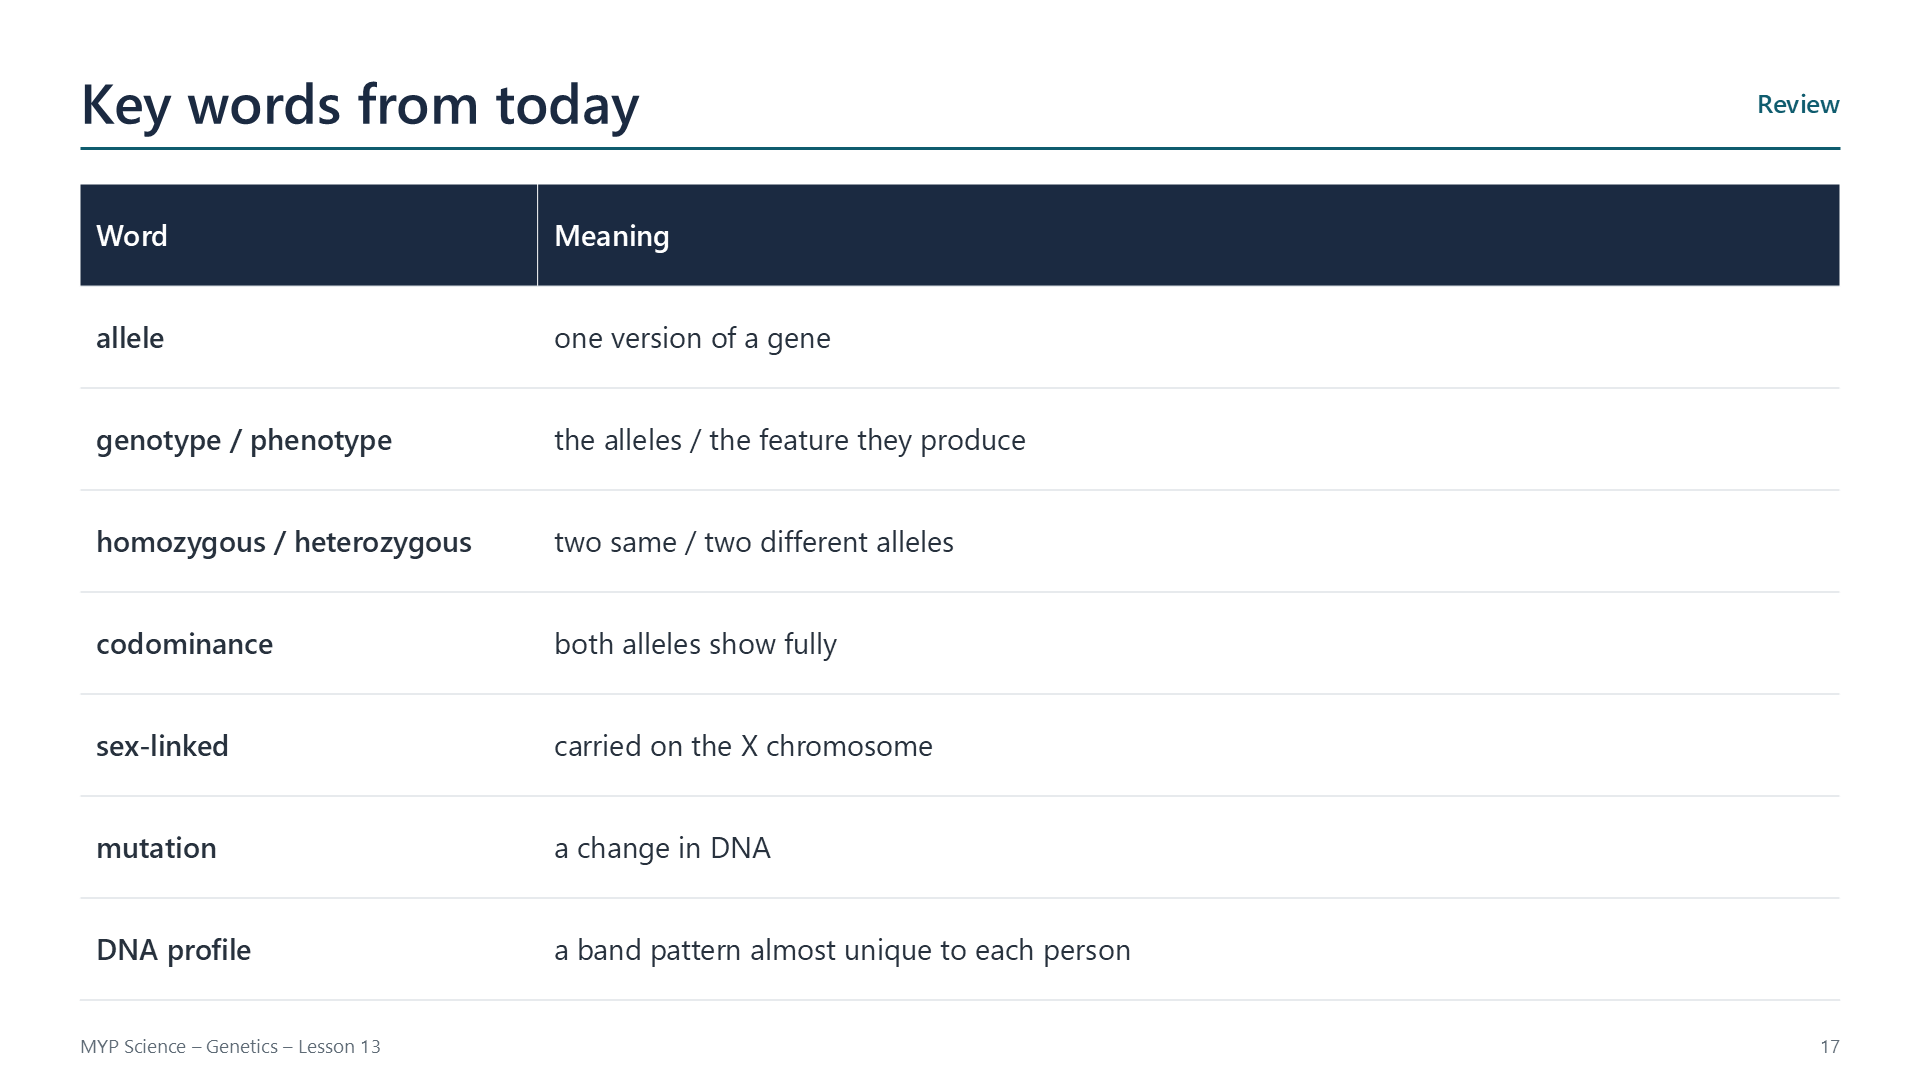 Key words from today
Review
Word Meaning
allele one version of a gene
genotype / phenotype the alleles / the feature they produce
homozygous / heterozygous two same / two different alleles
codominance both alleles show fully
sex-linked carried on the X chromosome
mutation a change in DNA
DNA profile a band pattern almost unique to each person
MYP Science – Genetics – Lesson 13
17